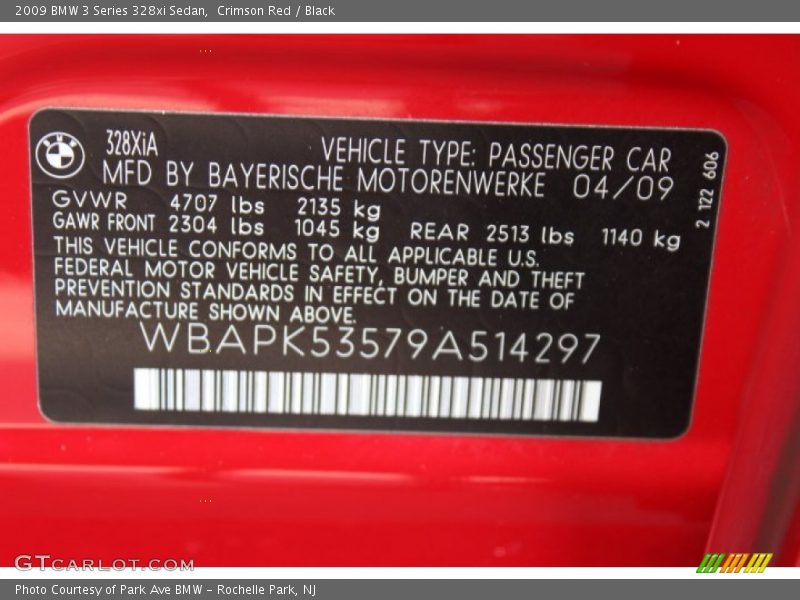 2009 BMW 3 Series 328xi Sedan, Crimson Red / Black
328XiA
VEHICLE TYPE: PASSENGER CAR
MFD BY BAYERISCHE MOTORENWERKE 04/09
GVWR 4707 lbs 2135 kg
GAWR FRONT 2304 lbs 1045 kg REAR 2513 lbs 1140 kg
THIS VEHICLE CONFORMS TO ALL APPLICABLE U.S.
FEDERAL MOTOR VEHICLE SAFETY, BUMPER AND THEFT
PREVENTION STANDARDS IN EFFECT ON THE DATE OF
MANUFACTURE SHOWN ABOVE.
WBAPK53579A514297
2 122 606
GTCARLOT.COM
Photo Courtesy of Park Ave BMW - Rochelle Park, NJ